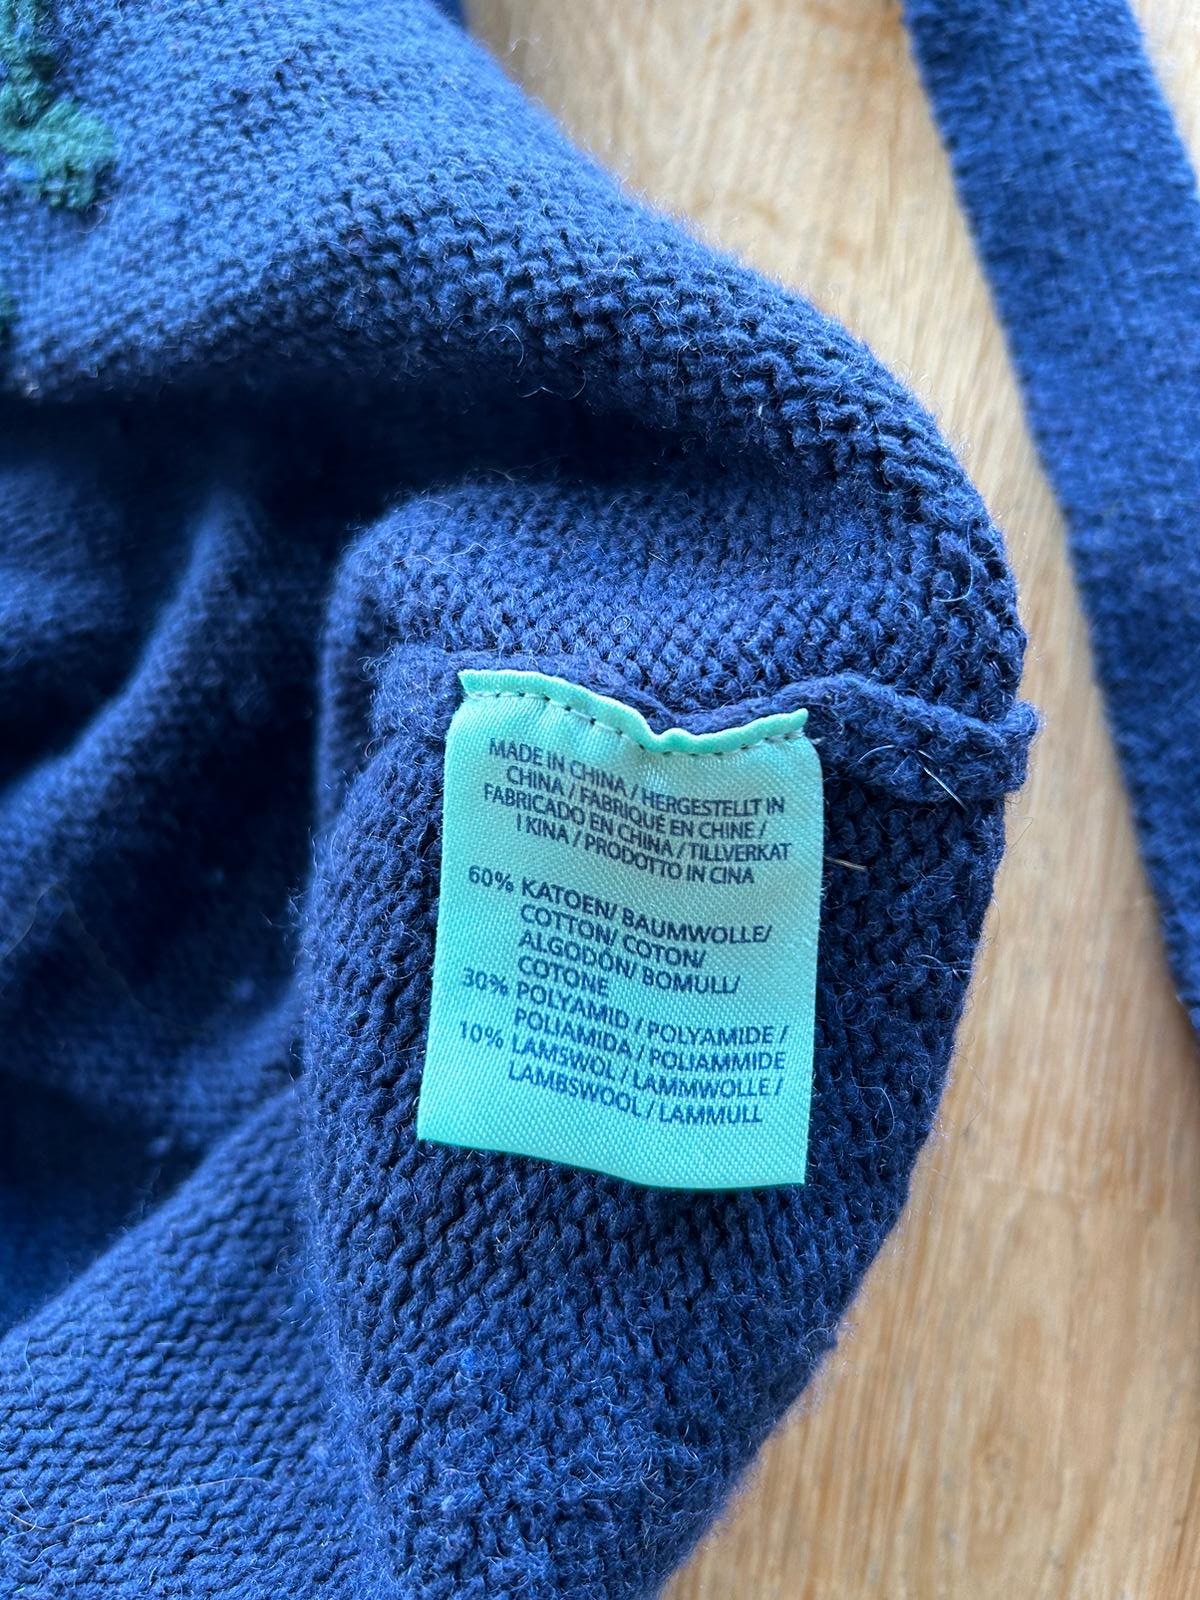 MADE IN CHINA / HERGESTELLT IN
CHINA / FABRIQUÉ EN CHINE /
FABRICADO EN CHINA / TILLVERKAT
I KINA / PRODOTTO IN CINA
60% KATOEN/ BAUMWOLLE/
COTTON/ COTON/
ALGODÓN/ BOMULL/
COTONE
30% POLYAMID / POLYAMIDE /
POLIAMIDA / POLIAMMIDE
10% LAMSWOL / LAMMWOLLE /
LAMBSWOOL / LAMMULL